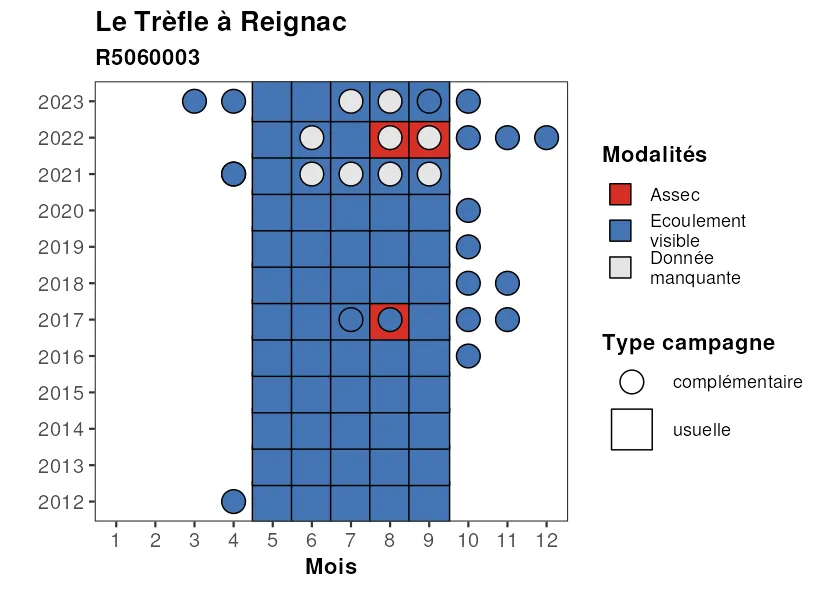 Le Trèfle à Reignac
R5060003
2023
2022
2021
2020
2019
2018
2017
2016
2015
2014
2013
2012
1 2 3 4 5 6 7 8 9 10 11 12
Mois
Modalités
Assec
Ecoulement
visible
Donnée
manquante
Type campagne
complémentaire
usuelle